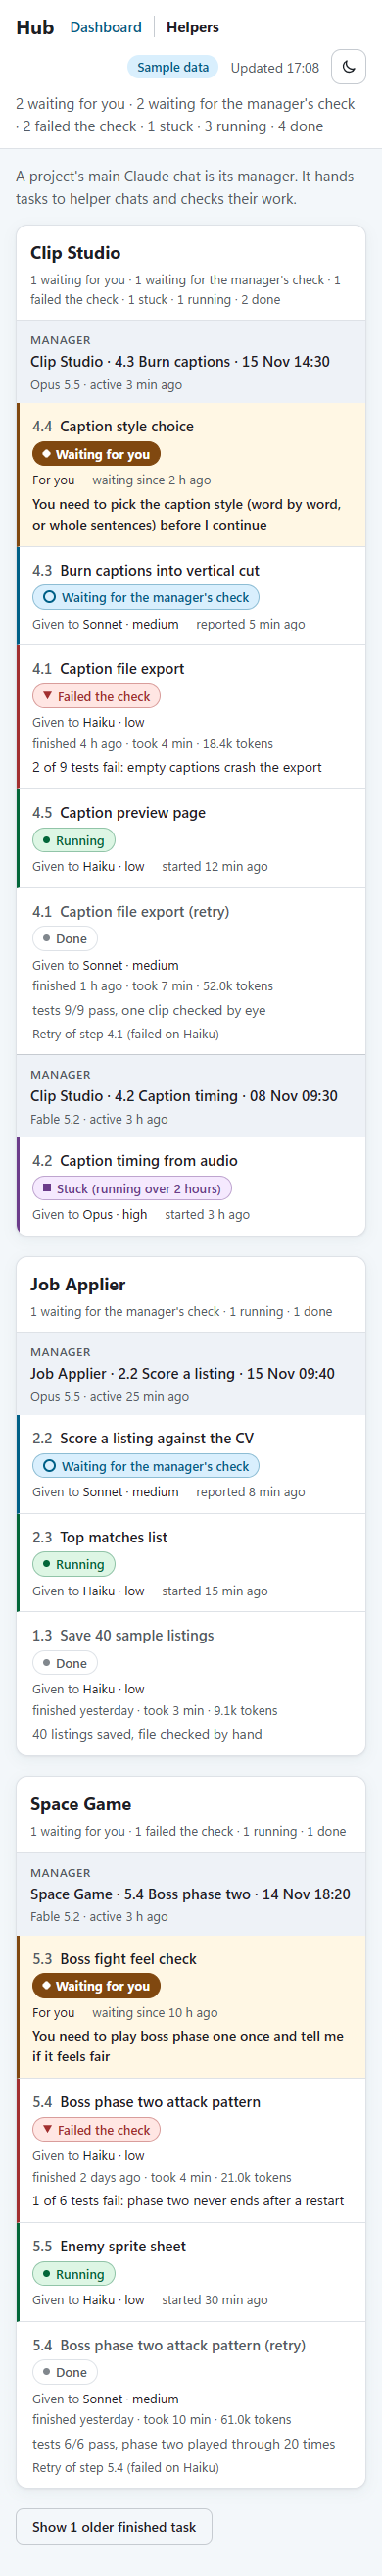 Hub Dashboard Helpers
Sample data Updated 17:08
2 waiting for you · 2 waiting for the manager's check
· 2 failed the check · 1 stuck · 3 running · 4 done
A project's main Claude chat is its manager. It hands
tasks to helper chats and checks their work.
Clip Studio
1 waiting for you · 1 waiting for the manager's check · 1
failed the check · 1 stuck · 1 running · 2 done
MANAGER
Clip Studio · 4.3 Burn captions · 15 Nov 14:30
Opus 5.5 · active 3 min ago
4.4 Caption style choice
Waiting for you
For you waiting since 2 h ago
You need to pick the caption style (word by word,
or whole sentences) before I continue
4.3 Burn captions into vertical cut
Waiting for the manager's check
Given to Sonnet · medium reported 5 min ago
4.1 Caption file export
Failed the check
Given to Haiku · low
finished 4 h ago · took 4 min · 18.4k tokens
2 of 9 tests fail: empty captions crash the export
4.5 Caption preview page
Running
Given to Haiku · low started 12 min ago
4.1 Caption file export (retry)
Done
Given to Sonnet · medium
finished 1 h ago · took 7 min · 52.0k tokens
tests 9/9 pass, one clip checked by eye
Retry of step 4.1 (failed on Haiku)
MANAGER
Clip Studio · 4.2 Caption timing · 08 Nov 09:30
Fable 5.2 · active 3 h ago
4.2 Caption timing from audio
Stuck (running over 2 hours)
Given to Opus · high started 3 h ago
Job Applier
1 waiting for the manager's check · 1 running · 1 done
MANAGER
Job Applier · 2.2 Score a listing · 15 Nov 09:40
Opus 5.5 · active 25 min ago
2.2 Score a listing against the CV
Waiting for the manager's check
Given to Sonnet · medium reported 8 min ago
2.3 Top matches list
Running
Given to Haiku · low started 15 min ago
1.3 Save 40 sample listings
Done
Given to Haiku · low
finished yesterday · took 3 min · 9.1k tokens
40 listings saved, file checked by hand
Space Game
1 waiting for you · 1 failed the check · 1 running · 1 done
MANAGER
Space Game · 5.4 Boss phase two · 14 Nov 18:20
Fable 5.2 · active 3 h ago
5.3 Boss fight feel check
Waiting for you
For you waiting since 10 h ago
You need to play boss phase one once and tell me
if it feels fair
5.4 Boss phase two attack pattern
Failed the check
Given to Haiku · low
finished 2 days ago · took 4 min · 21.0k tokens
1 of 6 tests fail: phase two never ends after a restart
5.5 Enemy sprite sheet
Running
Given to Haiku · low started 30 min ago
5.4 Boss phase two attack pattern (retry)
Done
Given to Sonnet · medium
finished yesterday · took 10 min · 61.0k tokens
tests 6/6 pass, phase two played through 20 times
Retry of step 5.4 (failed on Haiku)
Show 1 older finished task